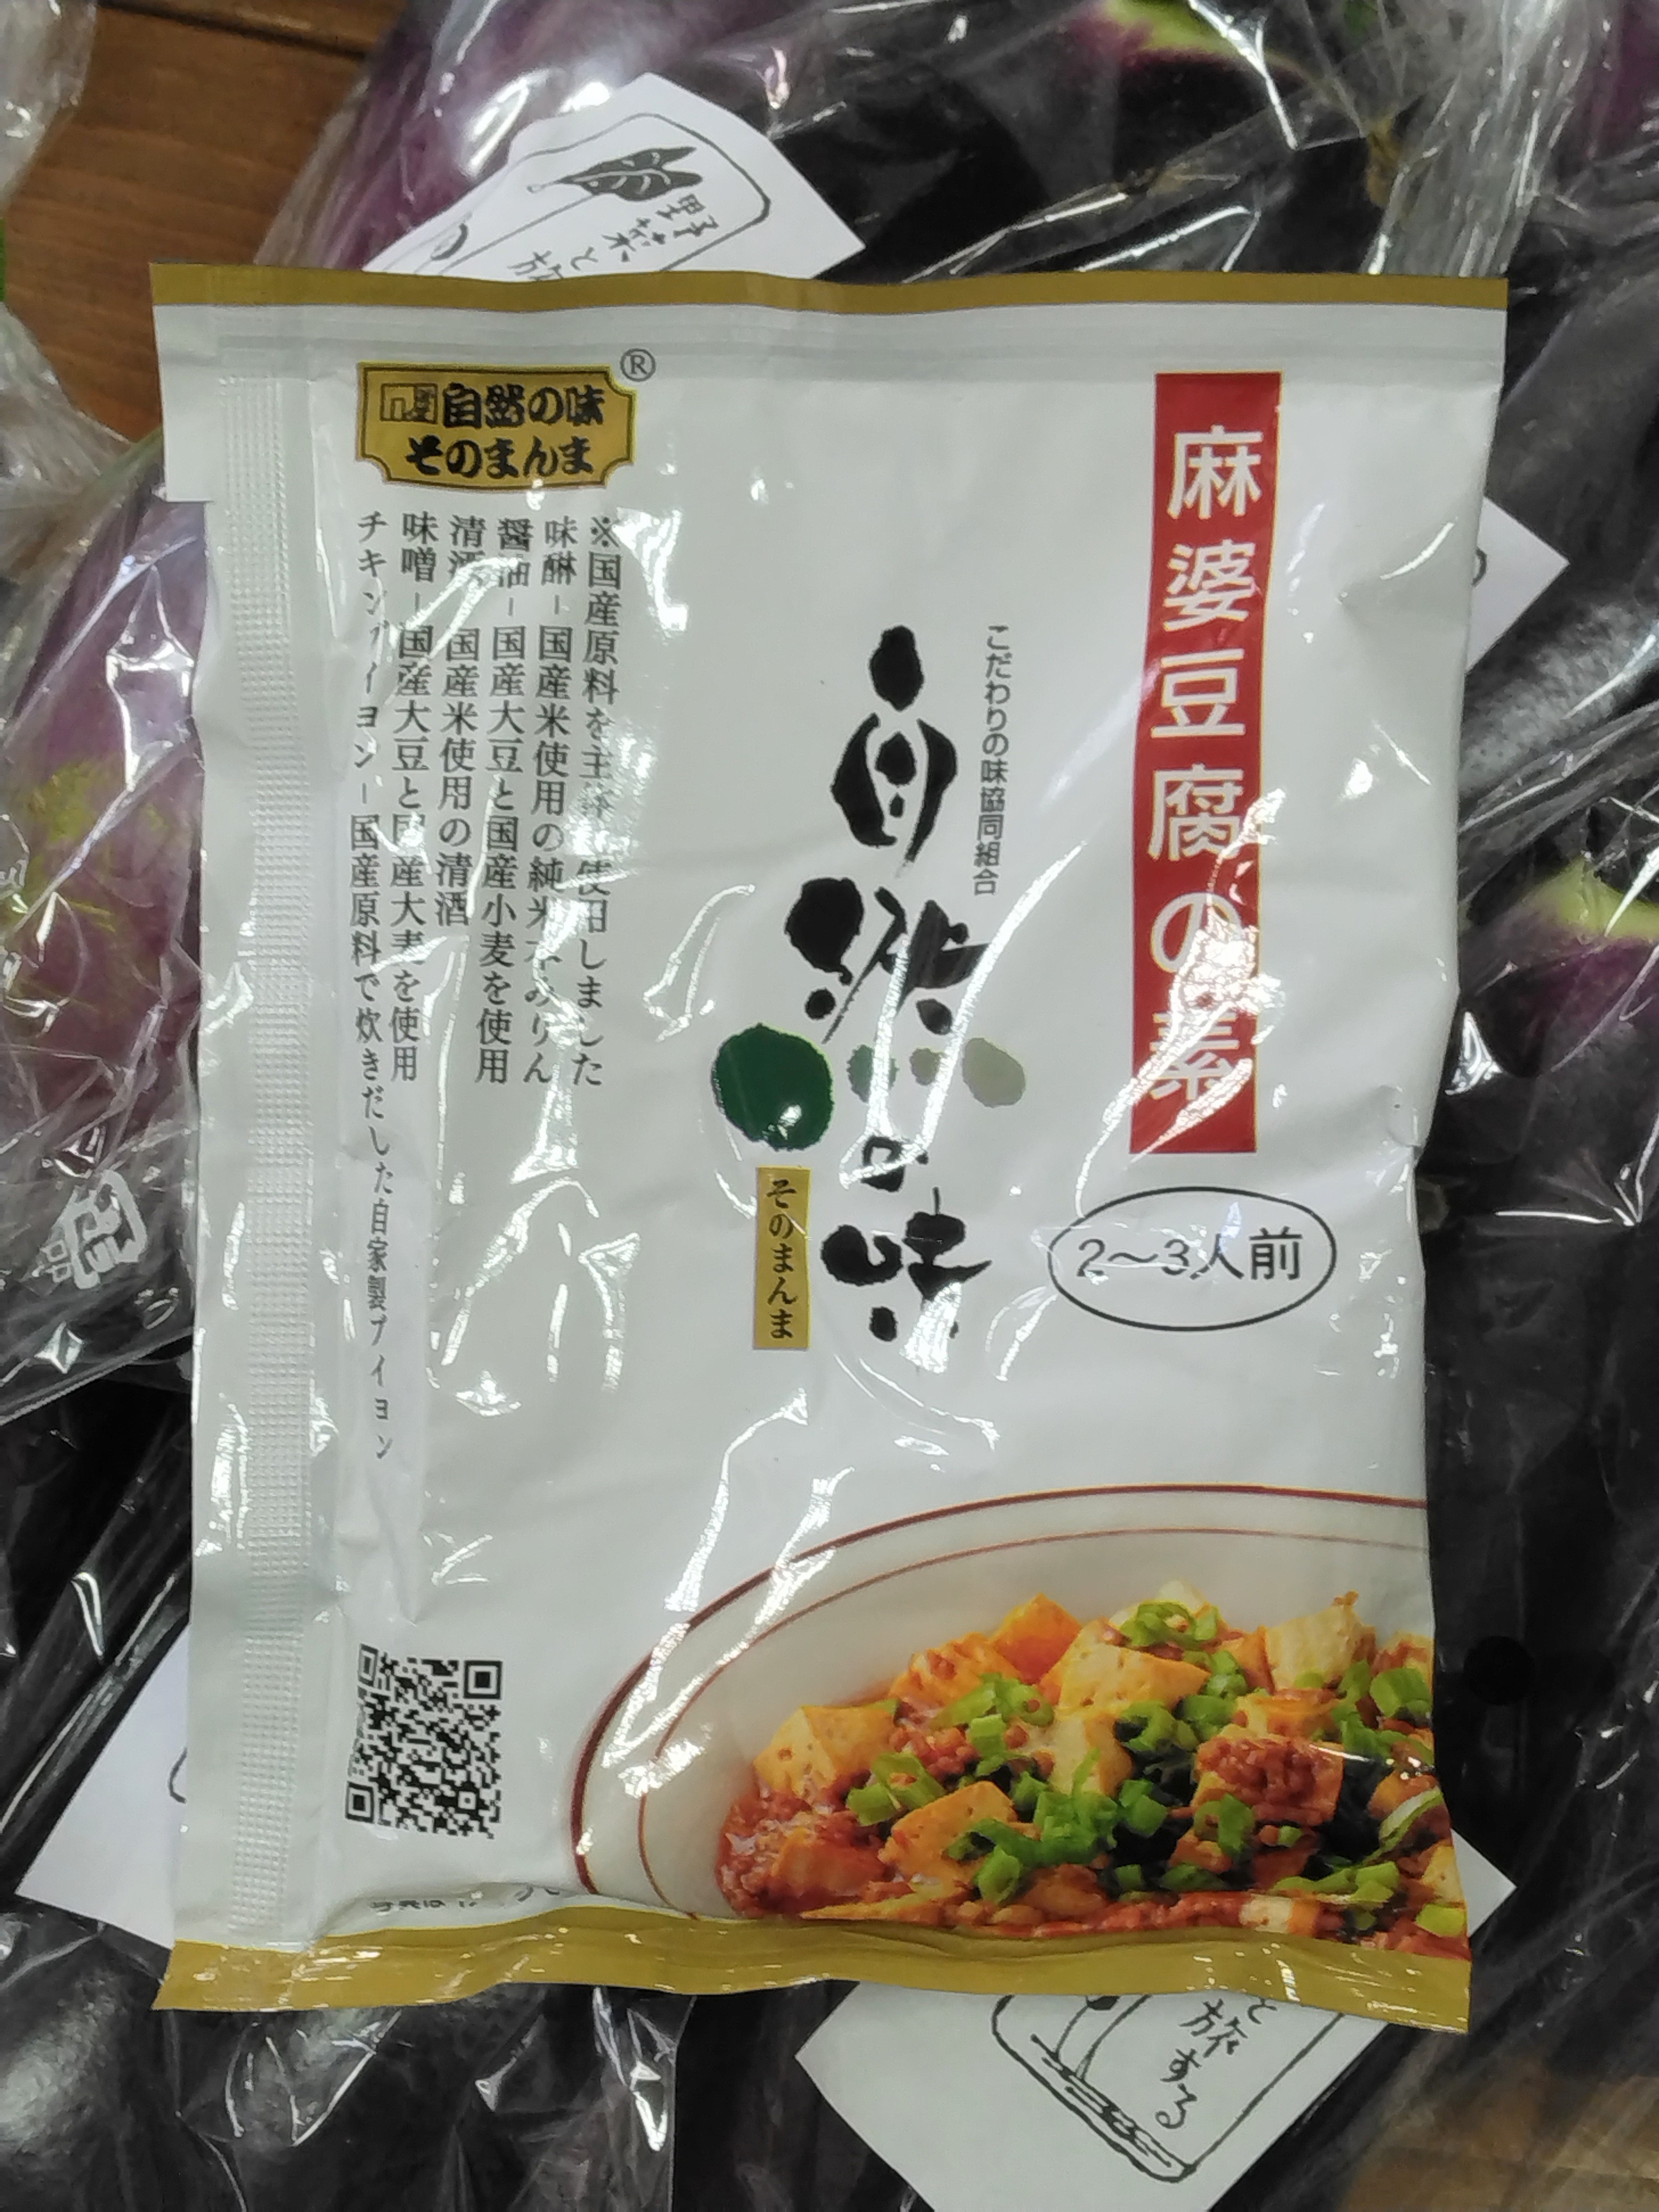 野菜と旅
麻婆豆腐の素
2〜3人前
こだわりの味協同組合
自然の味
そのまんま
自然の味
そのまんま
®
※国産原料を主体に使用しました
味醂－国産米使用の純米本みりん
醤油－国産大豆と国産小麦を使用
清酒－国産米使用の清酒
味噌－国産大豆と国産大麦を使用
チキンブイヨン－国産原料で炊きだした自家製ブイヨン
と旅する